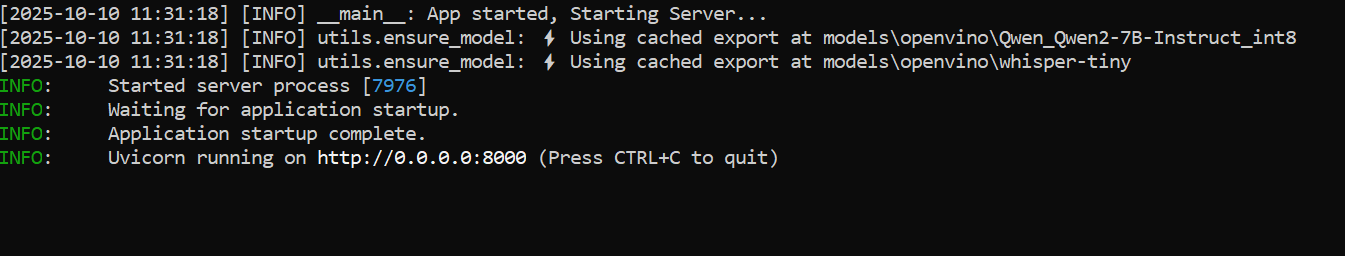 [2025-10-10 11:31:18] [INFO] __main__: App started, Starting Server...
[2025-10-10 11:31:18] [INFO] utils.ensure_model: ⚡ Using cached export at models\openvino\Qwen_Qwen2-7B-Instruct_int8
[2025-10-10 11:31:18] [INFO] utils.ensure_model: ⚡ Using cached export at models\openvino\whisper-tiny
INFO:     Started server process [7976]
INFO:     Waiting for application startup.
INFO:     Application startup complete.
INFO:     Uvicorn running on http://0.0.0.0:8000 (Press CTRL+C to quit)